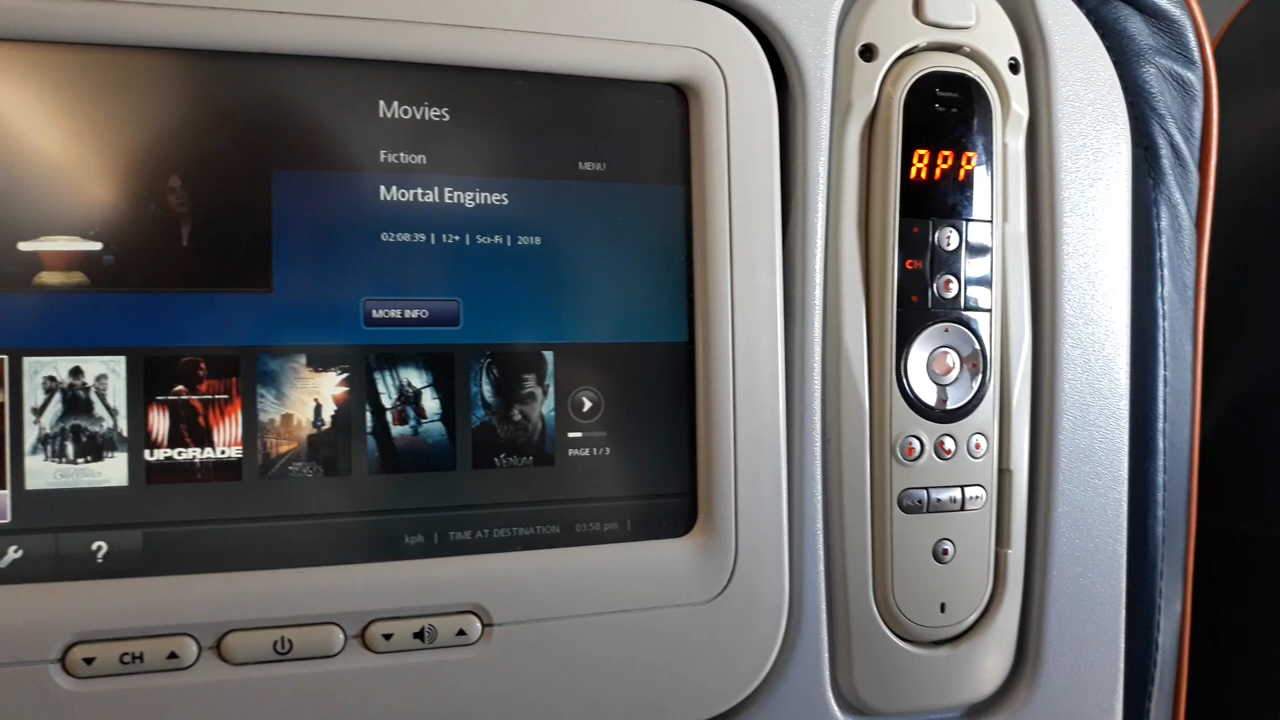 Movies
Fiction
MENU
Mortal Engines
02:08:39 | 12+ | Sci-Fi | 2018
MORE INFO
UPGRADE
VENOM
PAGE 1 / 3
kph | TIME AT DESTINATION 03:58 pm |
?
CH
APP
i
CH